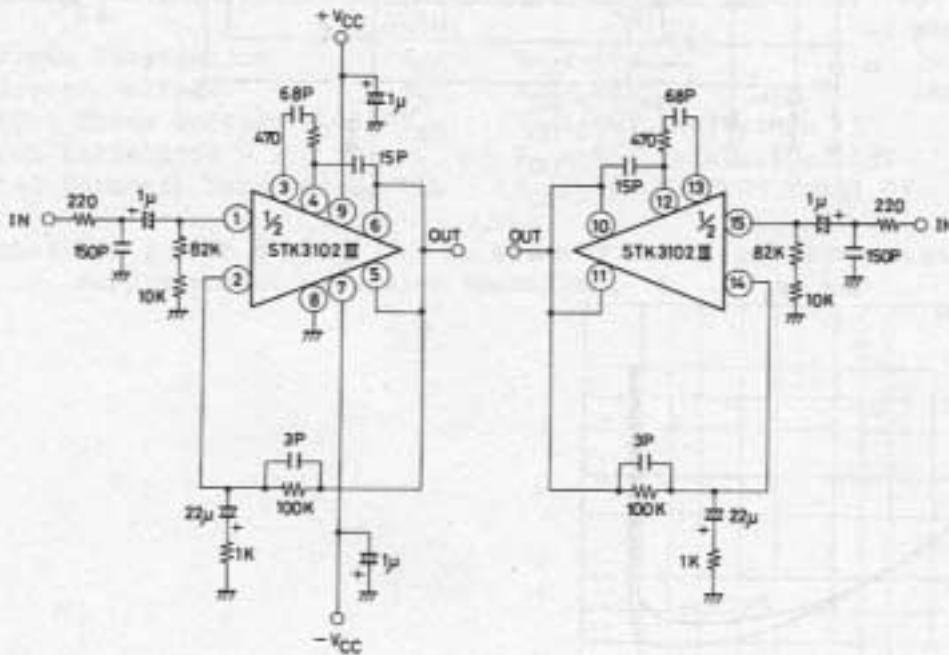 +VCC
1μ
68P
68P
470
15P
470
15P
3
4
9
6
10
12
13
IN
220
1μ
1
1/2
STK3102 III
OUT
OUT
1/2
STK3102 III
15
1μ
220
IN
150P
82K
82K
150P
2
5
11
14
10K
8
7
10K
3P
3P
22μ
100K
100K
22μ
1K
1μ
1K
-VCC